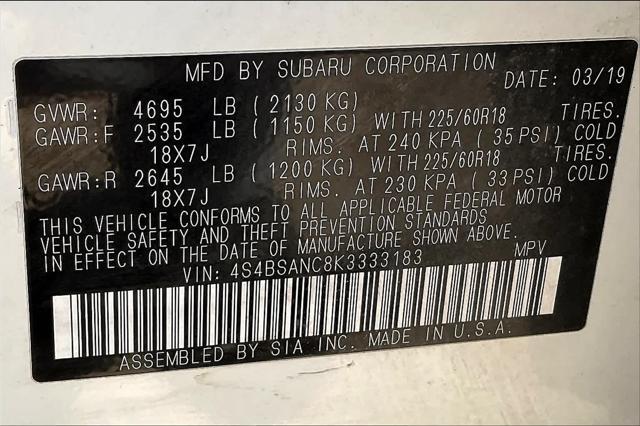 MFD BY SUBARU CORPORATION
DATE: 03/19
GVWR: 4695 LB (2130 KG)
GAWR:F 2535 LB (1150 KG) WITH 225/60R18 TIRES.
18X7J RIMS. AT 240 KPA (35 PSI) COLD
GAWR:R 2645 LB (1200 KG) WITH 225/60R18 TIRES.
18X7J RIMS. AT 230 KPA (33 PSI) COLD
THIS VEHICLE CONFORMS TO ALL APPLICABLE FEDERAL MOTOR
VEHICLE SAFETY AND THEFT PREVENTION STANDARDS
IN EFFECT ON THE DATE OF MANUFACTURE SHOWN ABOVE.
VIN: 4S4BSANC8K3333183 MPV
ASSEMBLED BY SIA INC. MADE IN U.S.A.